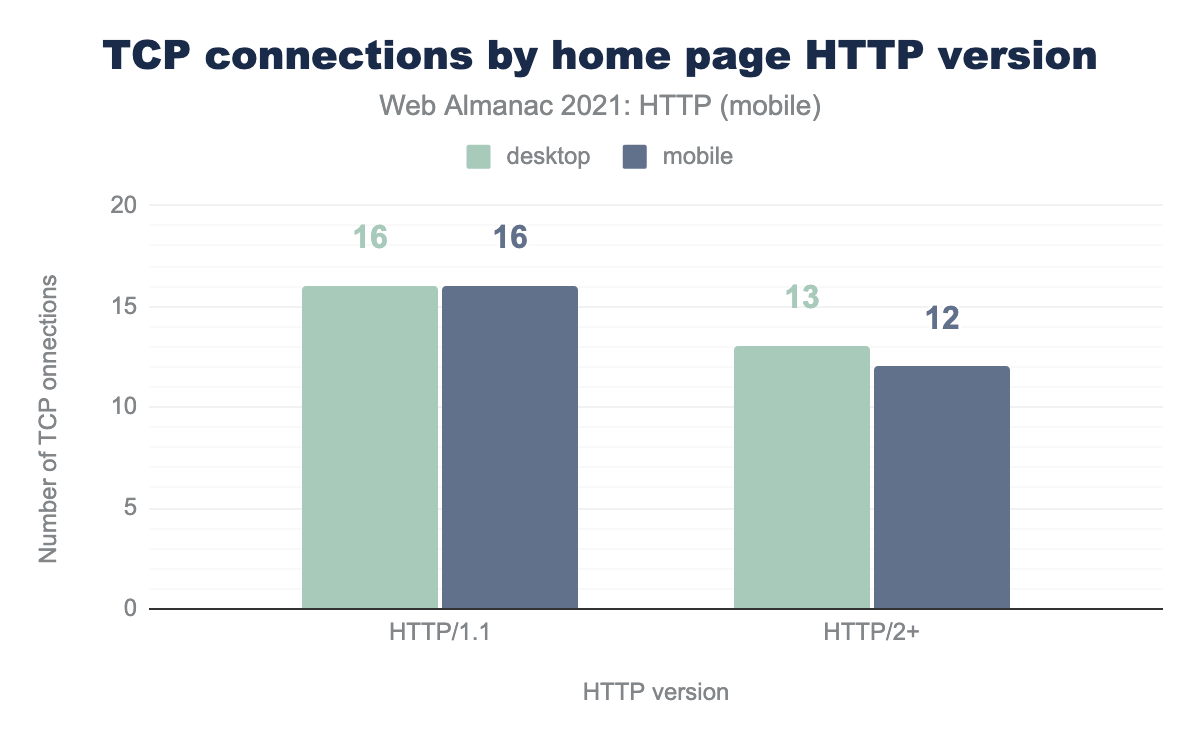 TCP connections by home page HTTP version
Web Almanac 2021: HTTP (mobile)
desktop mobile
20
15
10
5
0
Number of TCP onnections
16
16
13
12
HTTP/1.1
HTTP/2+
HTTP version